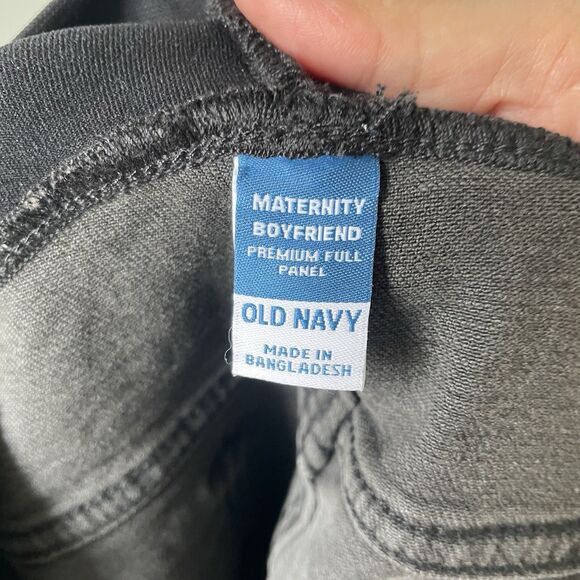 MATERNITY
BOYFRIEND
PREMIUM FULL
PANEL
OLD NAVY
MADE IN
BANGLADESH